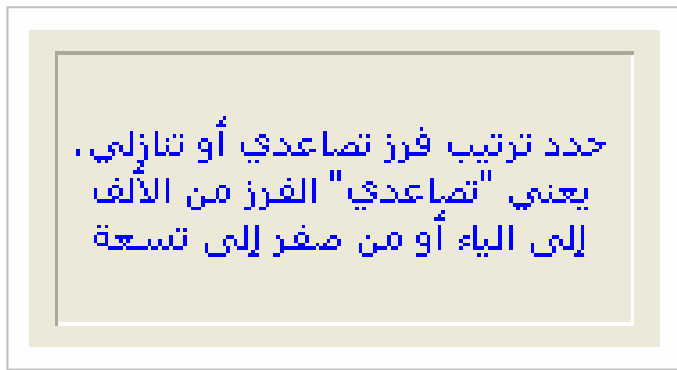 حدد ترتيب فرز تصاعدي أو تنازلي.
يعني "تصاعدي" الفرز من الألف
إلى الياء أو من صفر إلى تسعة